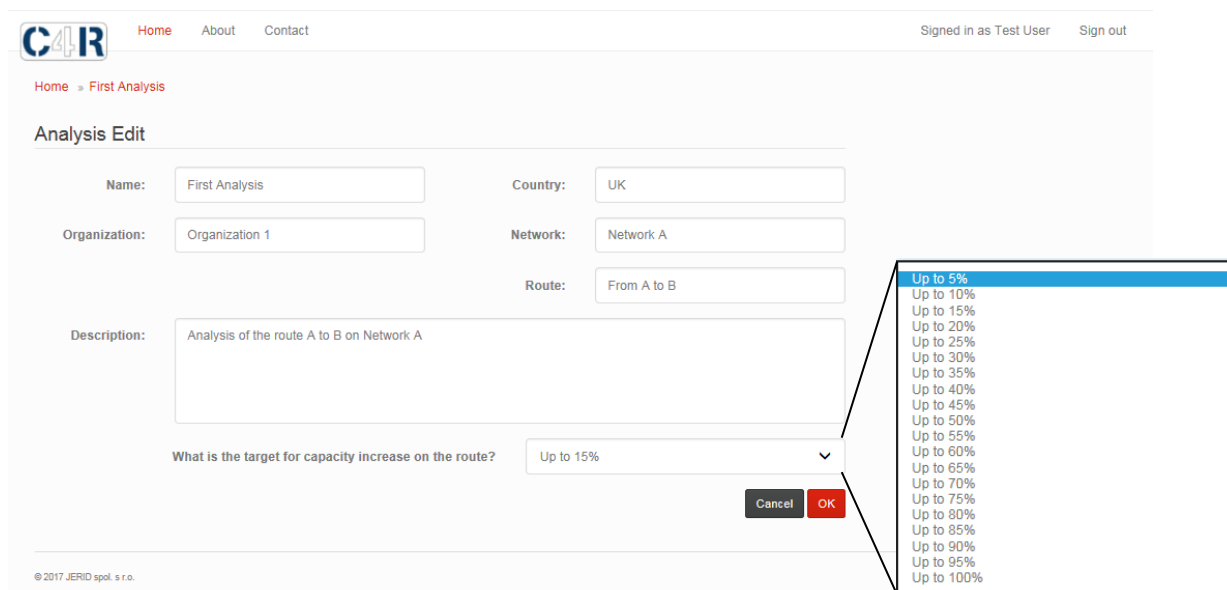 C4R Home About Contact Signed in as Test User Sign out
Home » First Analysis
Analysis Edit
Name: First Analysis Country: UK
Organization: Organization 1 Network: Network A
Route: From A to B
Description: Analysis of the route A to B on Network A
What is the target for capacity increase on the route? Up to 15%
Cancel OK
© 2017 JERID spol. s r.o.
Up to 5%
Up to 10%
Up to 15%
Up to 20%
Up to 25%
Up to 30%
Up to 35%
Up to 40%
Up to 45%
Up to 50%
Up to 55%
Up to 60%
Up to 65%
Up to 70%
Up to 75%
Up to 80%
Up to 85%
Up to 90%
Up to 95%
Up to 100%